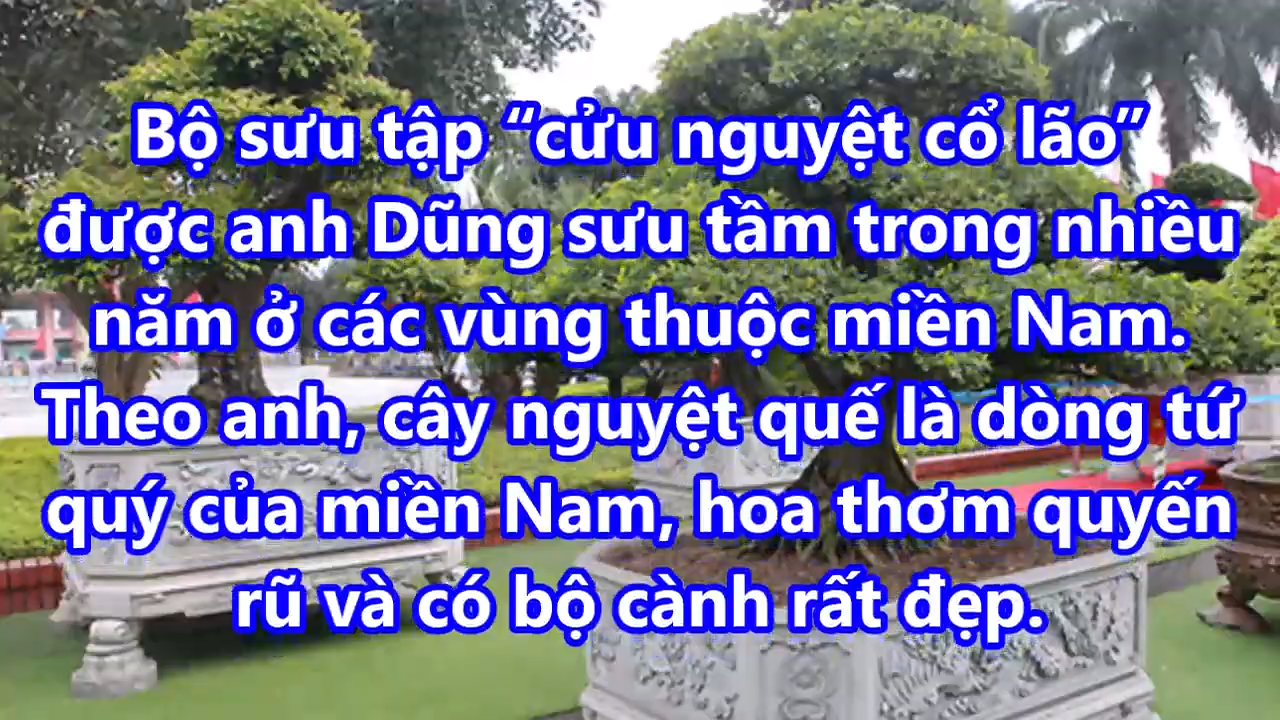 Bộ sưu tập “cửu nguyệt cổ lão”
được anh Dũng sưu tầm trong nhiều
năm ở các vùng thuộc miền Nam.
Theo anh, cây nguyệt quế là dòng tứ
quý của miền Nam, hoa thơm quyến
rũ và có bộ cành rất đẹp.